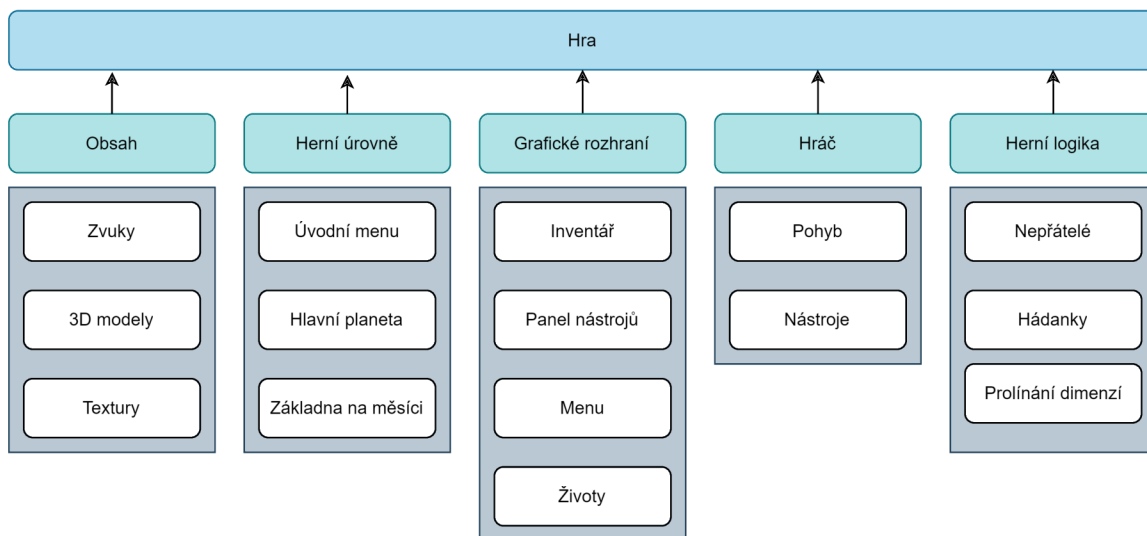 Hra
Obsah
Herní úrovně
Grafické rozhraní
Hráč
Herní logika
Zvuky
3D modely
Textury
Úvodní menu
Hlavní planeta
Základna na měsíci
Inventář
Panel nástrojů
Menu
Životy
Pohyb
Nástroje
Nepřátelé
Hádanky
Prolínání dimenzí